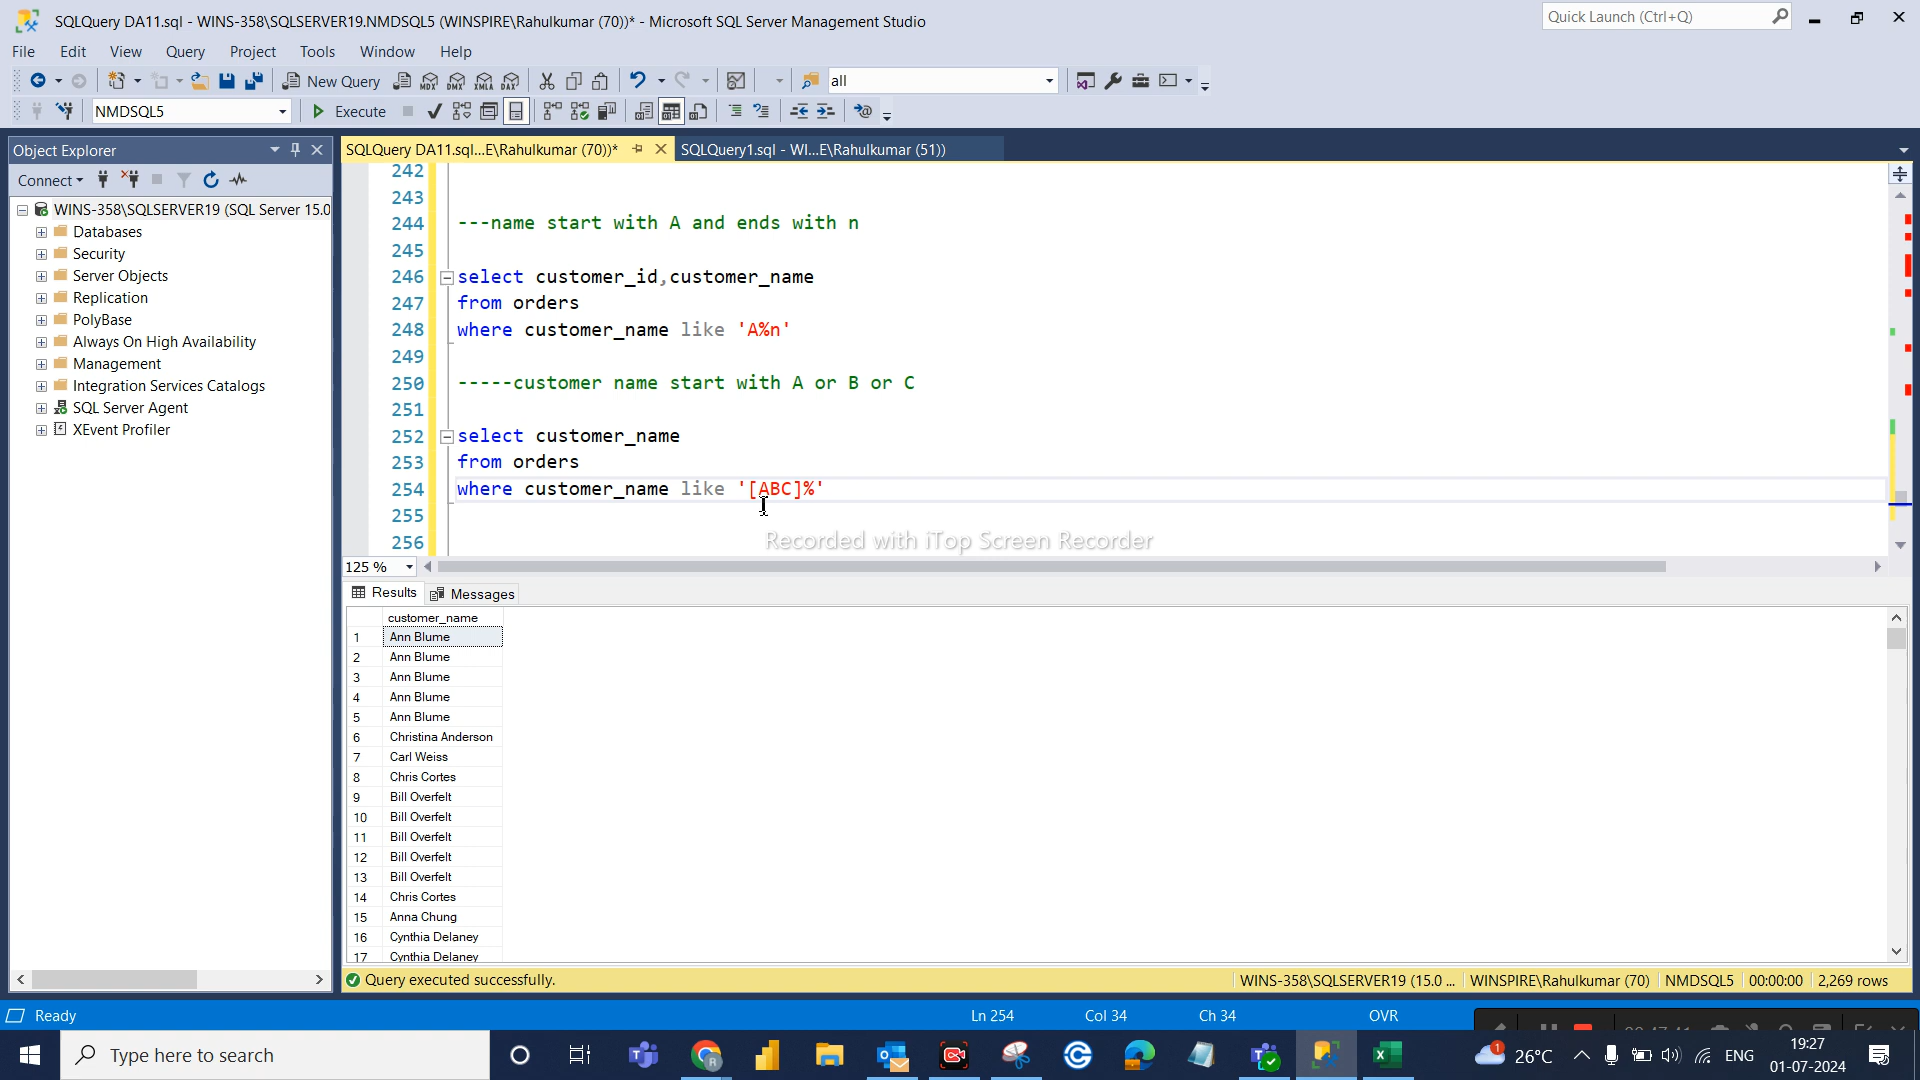 SQLQuery DA11.sql - WINS-358\SQLSERVER19.NMDSQL5 (WINSPIRE\Rahulkumar (70))* - Microsoft SQL Server Management Studio
Quick Launch (Ctrl+Q)
File Edit View Query Project Tools Window Help
New Query
MDX DMX XMLA DAX
all
NMDSQL5
Execute
Object Explorer
SQLQuery DA11.sql...E\Rahulkumar (70))*
SQLQuery1.sql - WI...E\Rahulkumar (51))
Connect
WINS-358\SQLSERVER19 (SQL Server 15.0
Databases
Security
Server Objects
Replication
PolyBase
Always On High Availability
Management
Integration Services Catalogs
SQL Server Agent
XEvent Profiler
242
243
244 ---name start with A and ends with n
245
246 select customer_id,customer_name
247 from orders
248 where customer_name like 'A%n'
249
250 -----customer name start with A or B or C
251
252 select customer_name
253 from orders
254 where customer_name like '[ABC]%'
255
256
Recorded with iTop Screen Recorder
125 %
Results Messages
customer_name
1 Ann Blume
2 Ann Blume
3 Ann Blume
4 Ann Blume
5 Ann Blume
6 Christina Anderson
7 Carl Weiss
8 Chris Cortes
9 Bill Overfelt
10 Bill Overfelt
11 Bill Overfelt
12 Bill Overfelt
13 Bill Overfelt
14 Chris Cortes
15 Anna Chung
16 Cynthia Delaney
17 Cynthia Delaney
Query executed successfully.
WINS-358\SQLSERVER19 (15.0 ... WINSPIRE\Rahulkumar (70) NMDSQL5 00:00:00 2,269 rows
Ready
Ln 254 Col 34 Ch 34 OVR
Type here to search
1
26°C
ENG
19:27
01-07-2024